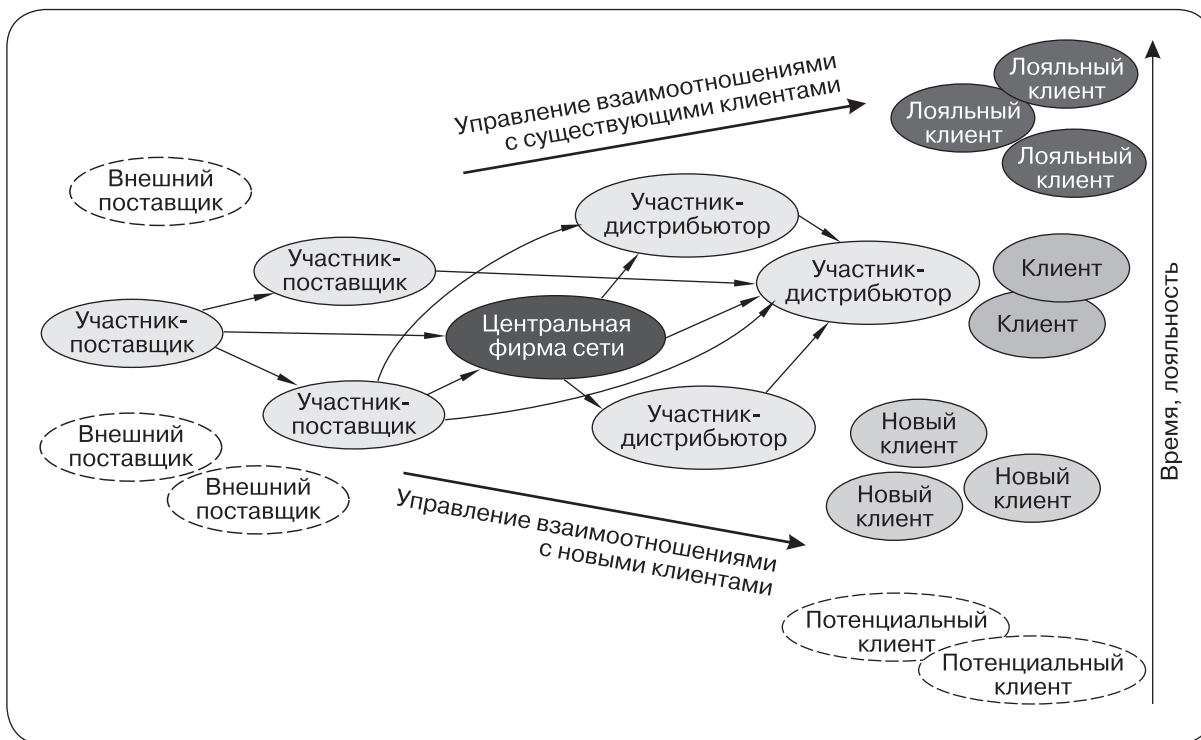 Управление взаимоотношениями
с существующими клиентами
Лояльный
клиент
Лояльный
клиент
Лояльный
клиент
Внешний
поставщик
Участник-
дистрибьютор
Участник-
поставщик
Участник-
дистрибьютор
Клиент
Клиент
Участник-
поставщик
Центральная
фирма сети
Участник-
поставщик
Участник-
дистрибьютор
Внешний
поставщик
Внешний
поставщик
Новый
клиент
Новый
клиент
Новый
клиент
Управление взаимоотношениями
с новыми клиентами
Потенциальный
клиент
Потенциальный
клиент
Время, лояльность